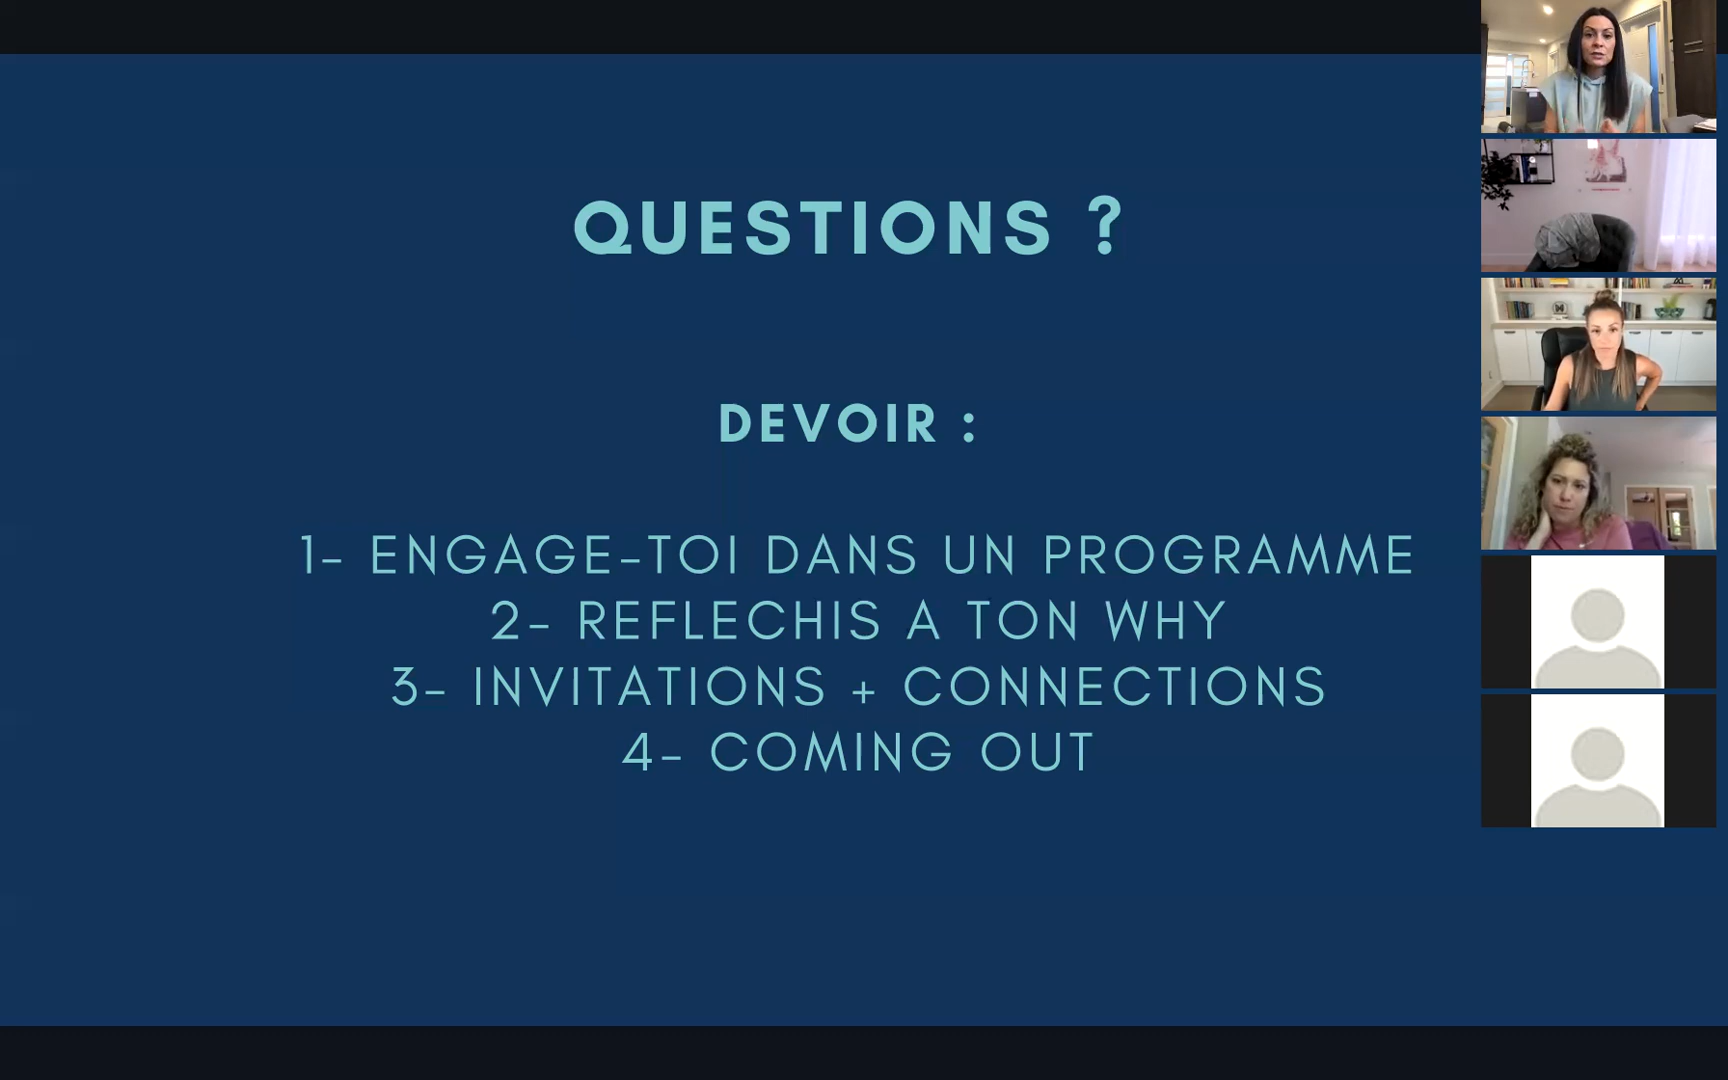 QUESTIONS ?
DEVOIR :
1- ENGAGE-TOI DANS UN PROGRAMME
2- REFLECHIS A TON WHY
3- INVITATIONS + CONNECTIONS
4- COMING OUT